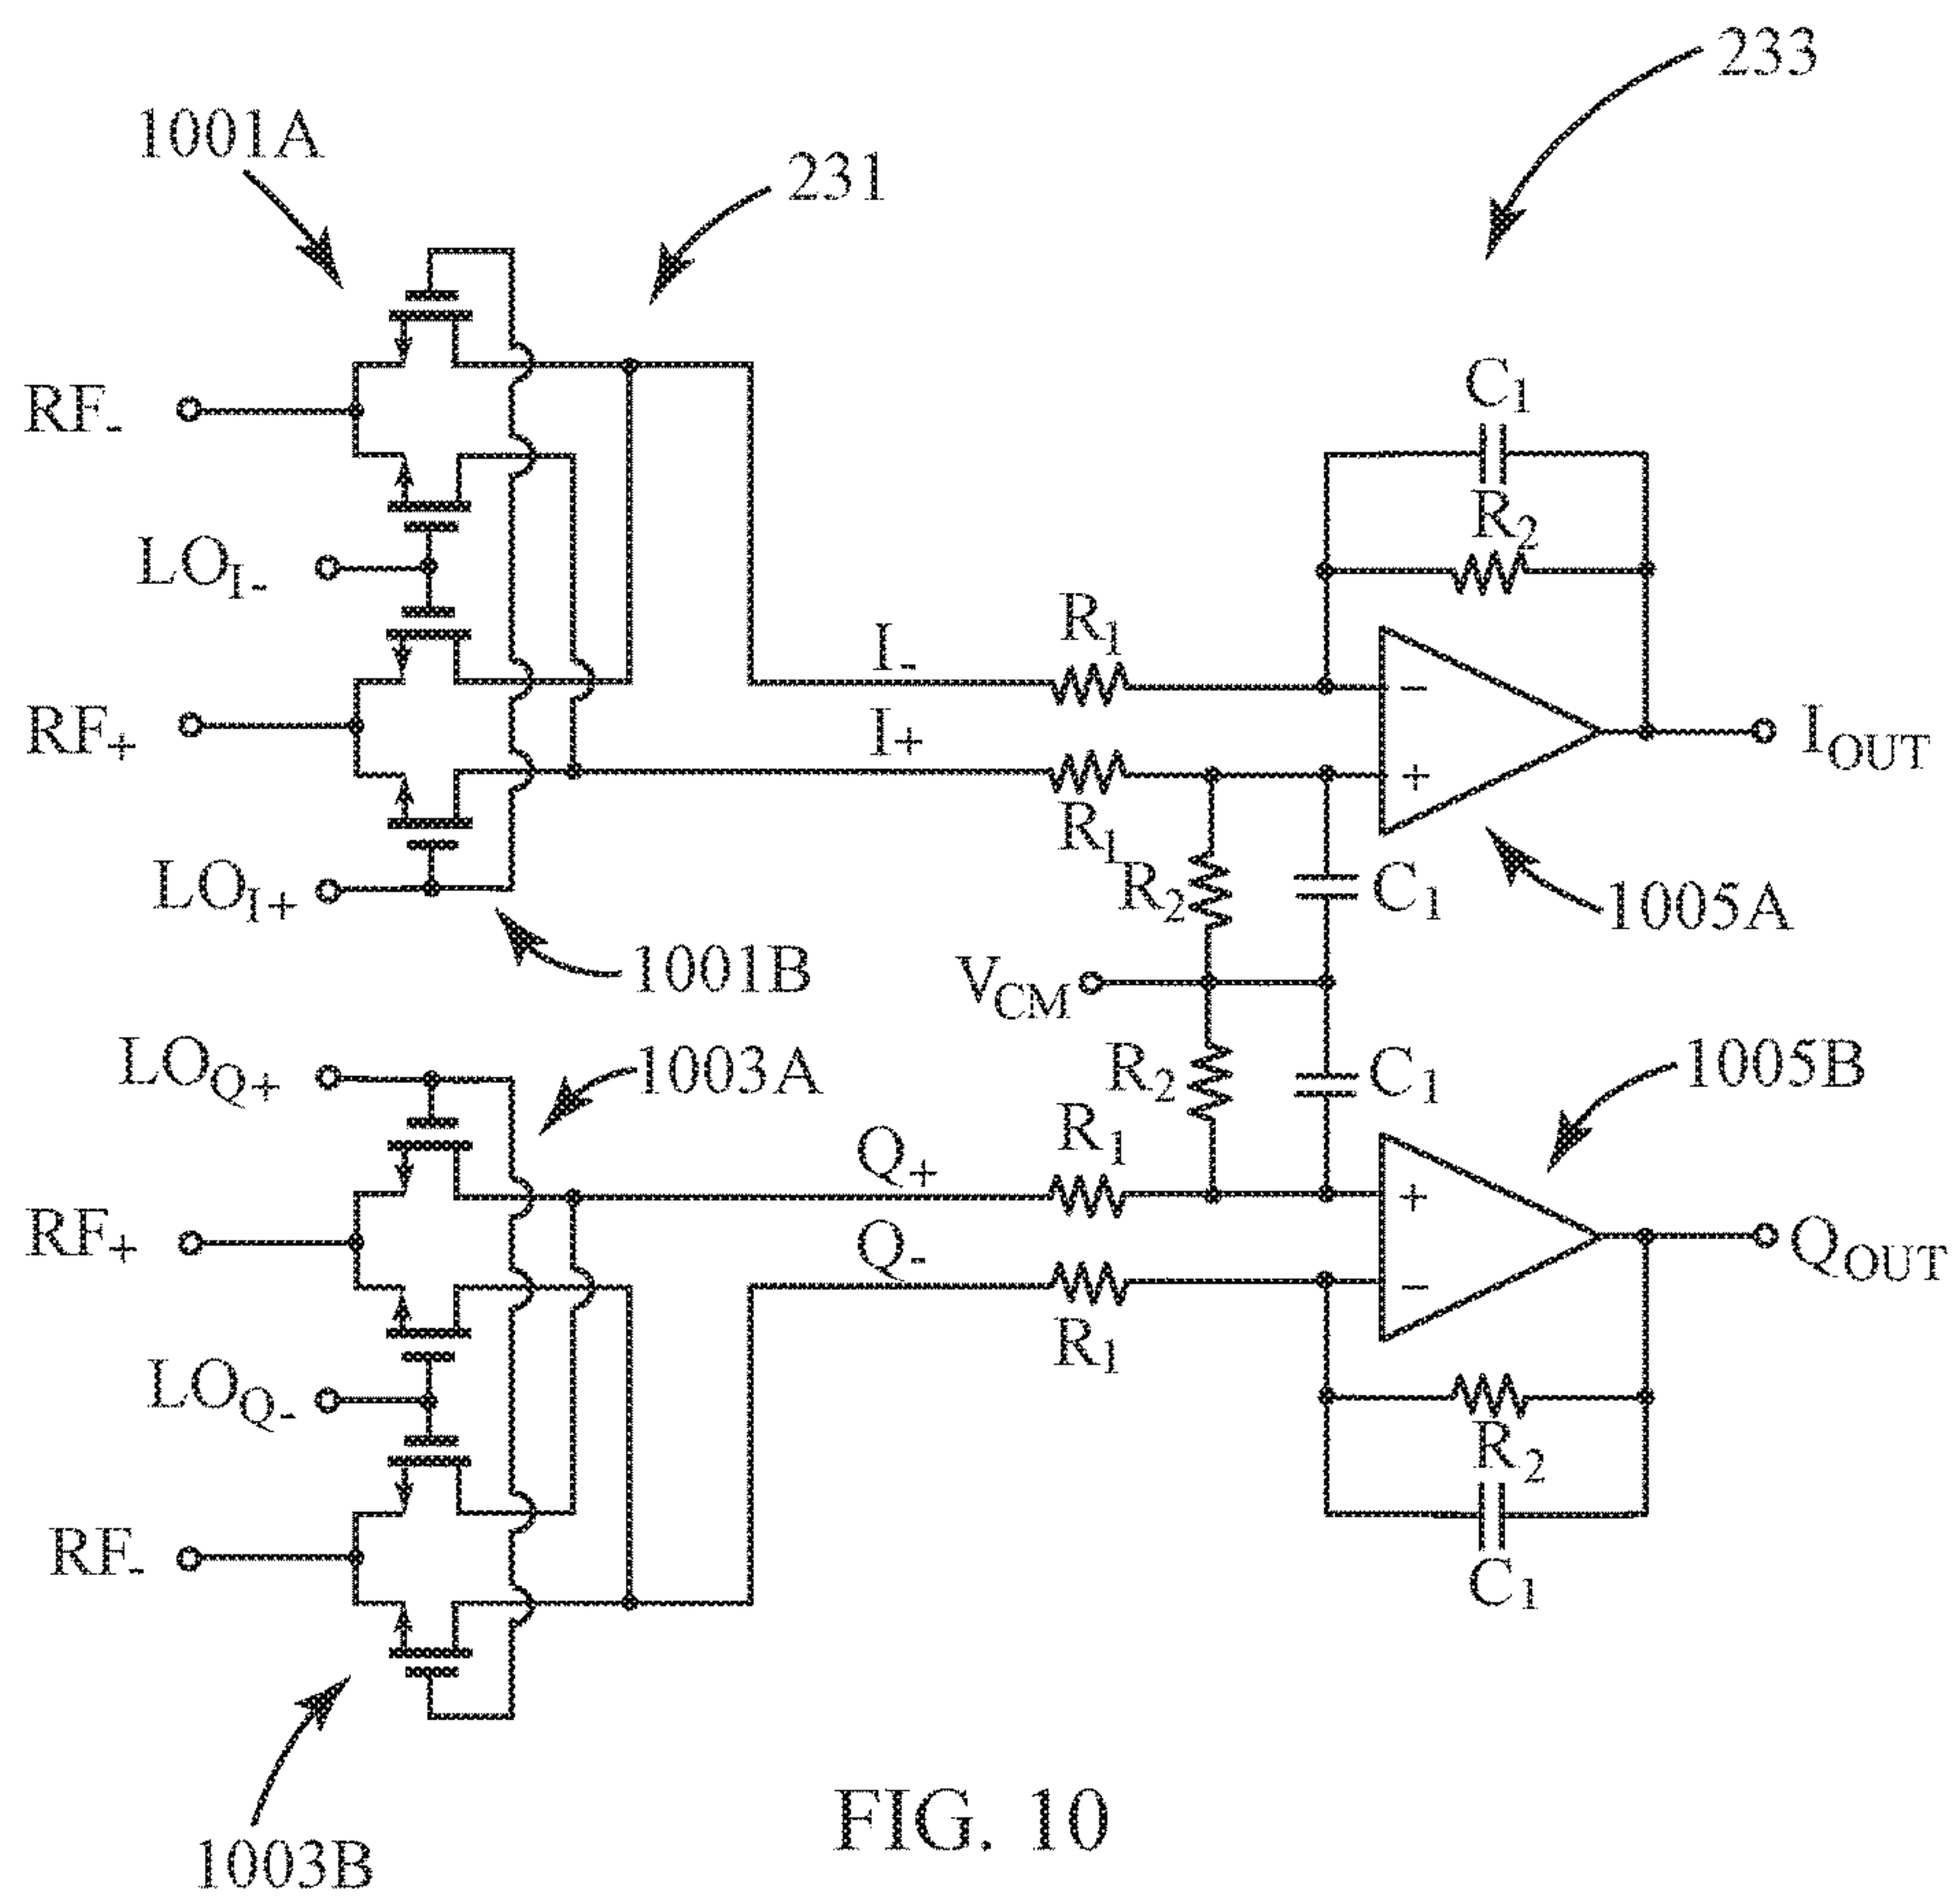 233
1001A
231
RF-
C1
R2
LOI-
R1
I-
RF+
I+
- 
+
IOUT
R1
LOI+
R2
C1
1005A
1001B
VCM
LOQ+
1003A
R2
C1
1005B
R1
Q+
+
RF+
Q-
-
QOUT
R1
LOQ-
R2
RF-
C1
1003B
FIG. 10